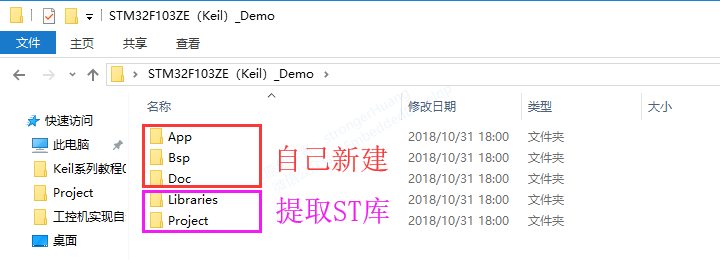 STM32F103ZE（Keil）_Demo
文件 主页 共享 查看
STM32F103ZE（Keil）_Demo
名称 修改日期 类型 大小
快速访问
此电脑
Keil系列教程0
Project
工控机实现自
桌面
App 2018/10/31 18:00 文件夹
Bsp 2018/10/31 18:00 文件夹
Doc 2018/10/31 18:00 文件夹
Libraries 2018/10/31 18:00 文件夹
Project 2018/10/31 18:00 文件夹
自己新建
提取ST库